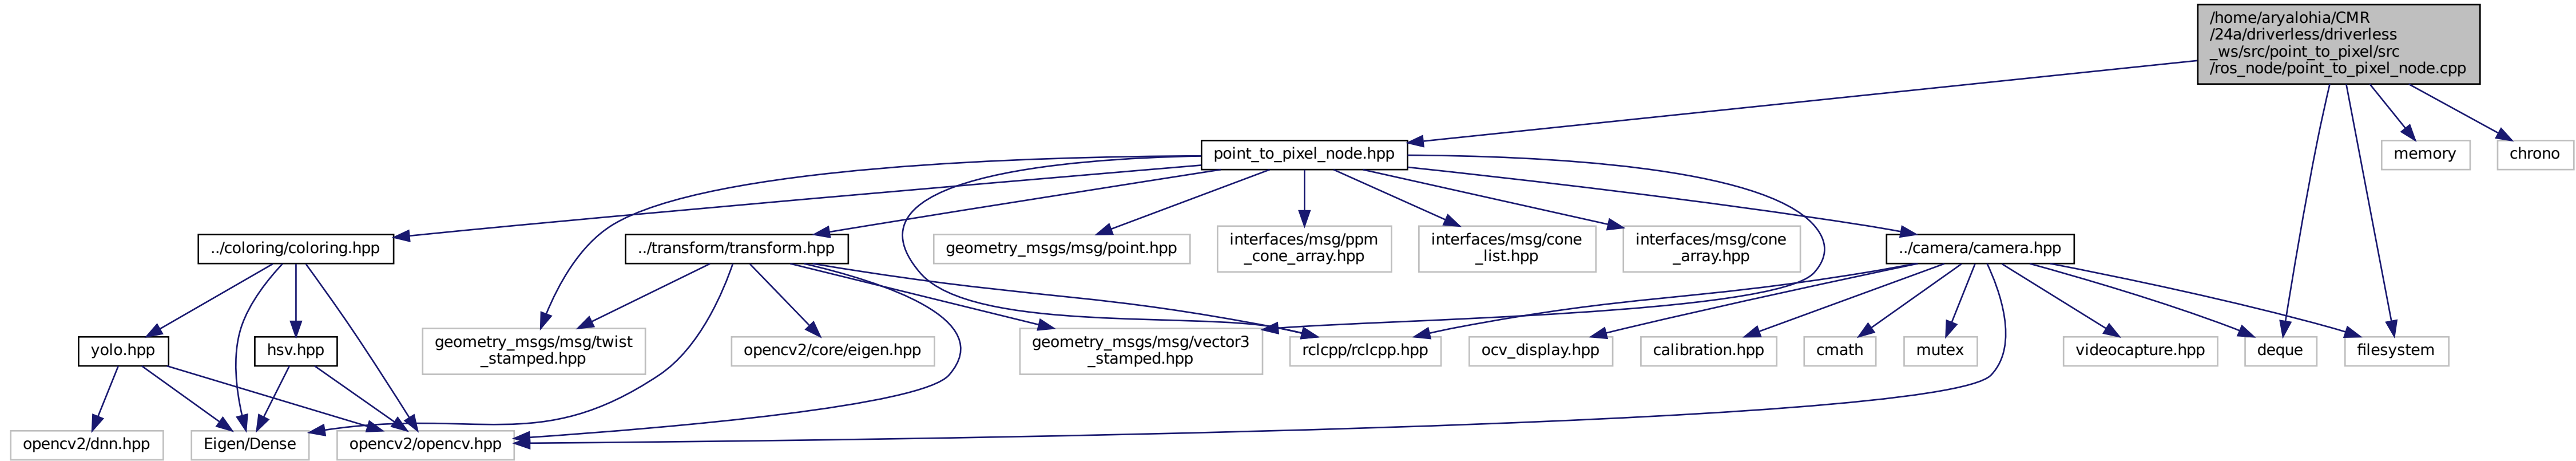 /home/aryalohia/CMR
/24a/driverless/driverless
_ws/src/point_to_pixel/src
/ros_node/point_to_pixel_node.cpp
point_to_pixel_node.hpp
memory
chrono
../coloring/coloring.hpp
../transform/transform.hpp
geometry_msgs/msg/point.hpp
interfaces/msg/ppm
_cone_array.hpp
interfaces/msg/cone
_list.hpp
interfaces/msg/cone
_array.hpp
../camera/camera.hpp
yolo.hpp
hsv.hpp
geometry_msgs/msg/twist
_stamped.hpp
opencv2/core/eigen.hpp
geometry_msgs/msg/vector3
_stamped.hpp
rclcpp/rclcpp.hpp
ocv_display.hpp
calibration.hpp
cmath
mutex
videocapture.hpp
deque
filesystem
opencv2/dnn.hpp
Eigen/Dense
opencv2/opencv.hpp